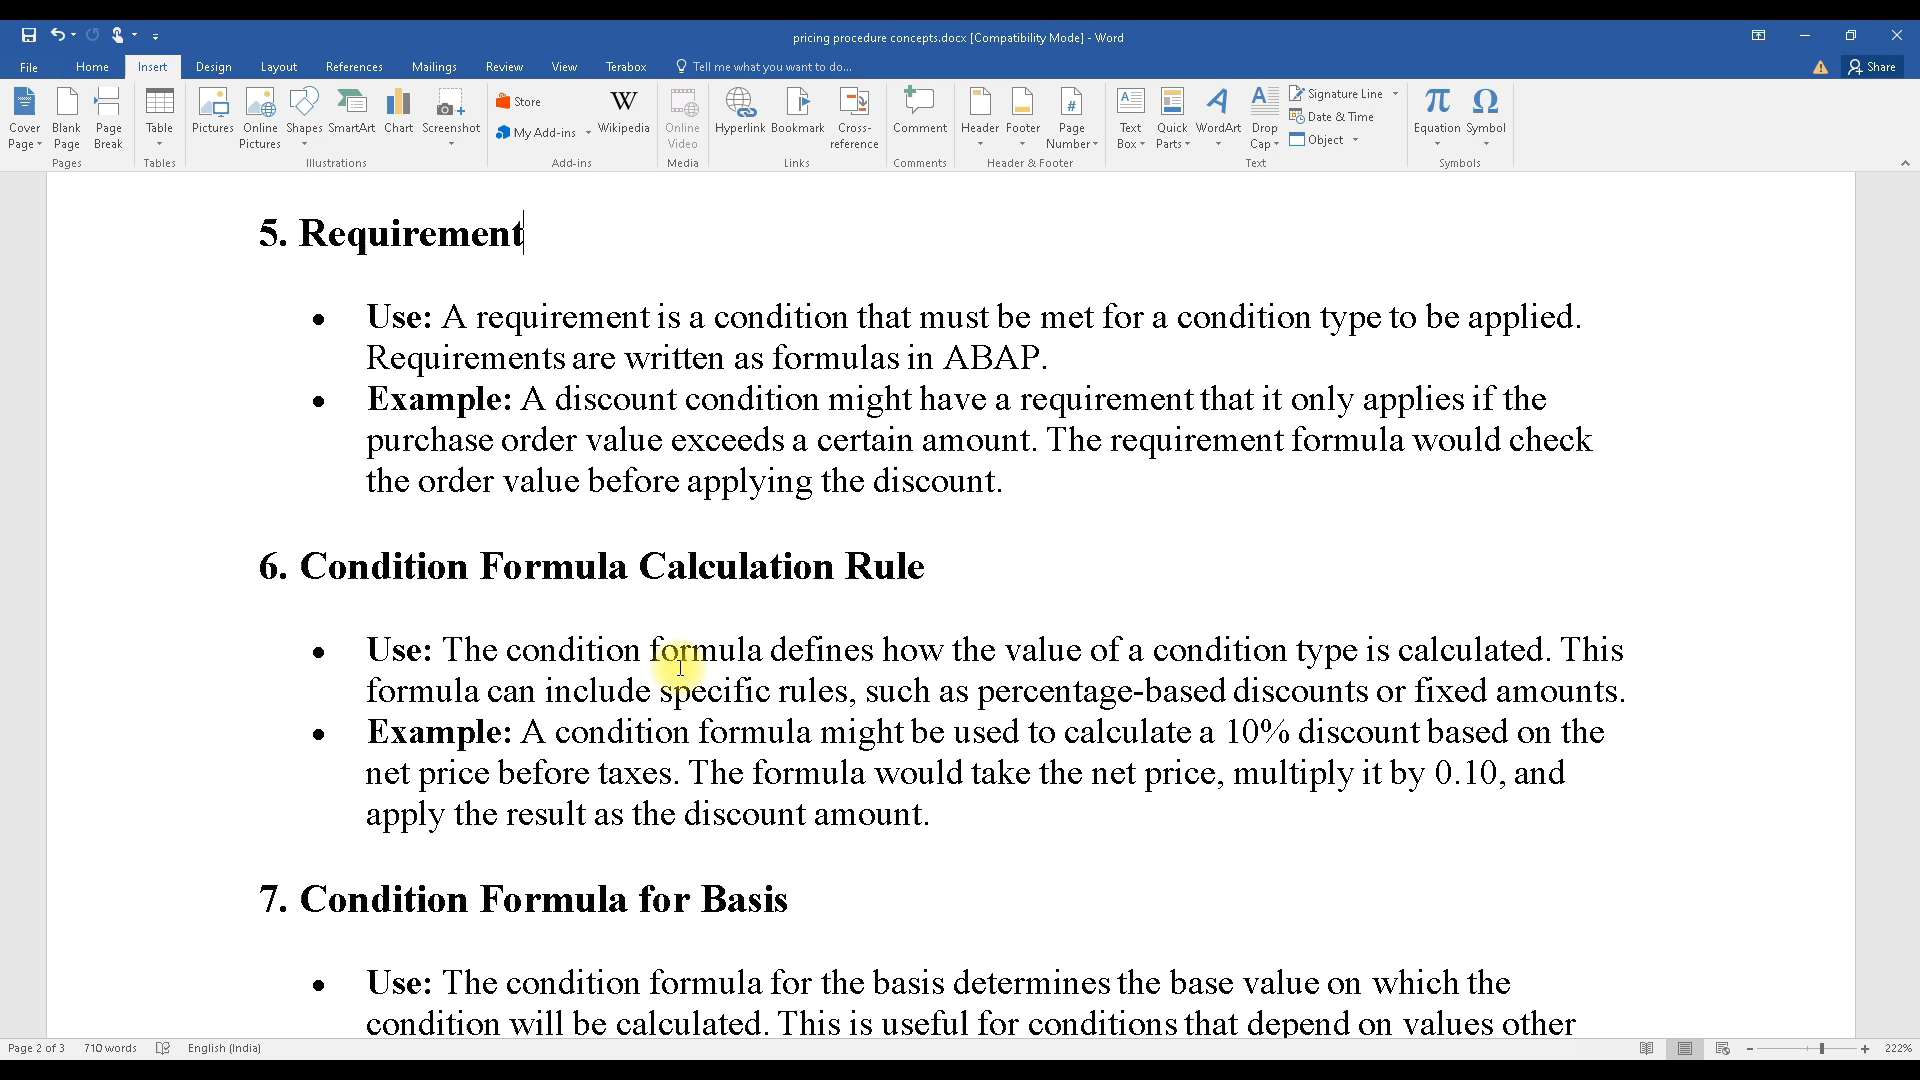 pricing procedure concepts.docx [Compatibility Mode] - Word
File Home Insert Design Layout References Mailings Review View Terabox Tell me what you want to do... Share
Cover Page Blank Page Page Break
Pages
Table
Tables
Pictures Online Pictures Shapes SmartArt Chart Screenshot
Illustrations
Store
My Add-ins
Wikipedia
Add-ins
Online Video
Media
Hyperlink Bookmark Cross-reference
Links
Comment
Comments
Header Footer Page Number
Header & Footer
Text Box Quick Parts WordArt Drop Cap
Signature Line
Date & Time
Object
Text
Equation Symbol
Symbols
5. Requirement
• Use: A requirement is a condition that must be met for a condition type to be applied.
Requirements are written as formulas in ABAP.
• Example: A discount condition might have a requirement that it only applies if the
purchase order value exceeds a certain amount. The requirement formula would check
the order value before applying the discount.
6. Condition Formula Calculation Rule
• Use: The condition formula defines how the value of a condition type is calculated. This
formula can include specific rules, such as percentage-based discounts or fixed amounts.
• Example: A condition formula might be used to calculate a 10% discount based on the
net price before taxes. The formula would take the net price, multiply it by 0.10, and
apply the result as the discount amount.
7. Condition Formula for Basis
• Use: The condition formula for the basis determines the base value on which the
condition will be calculated. This is useful for conditions that depend on values other
Page 2 of 3 710 words English (India) 222%